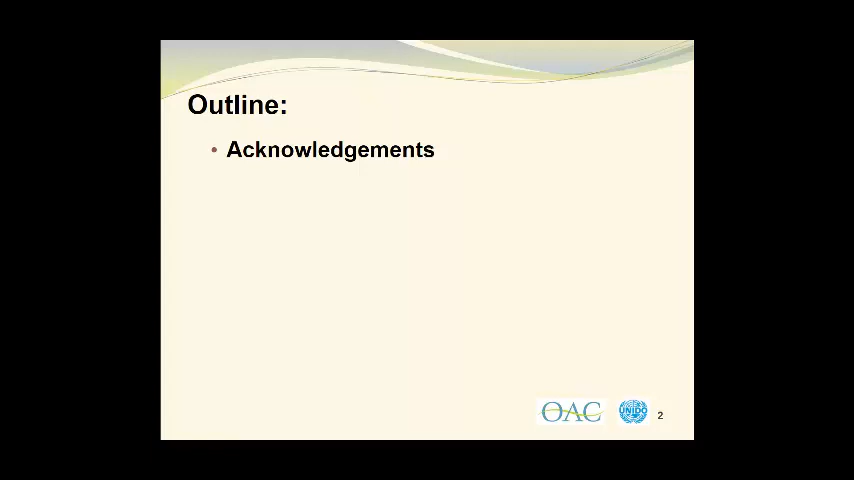 Outline:
• Acknowledgements
OAC
UNIDO
2